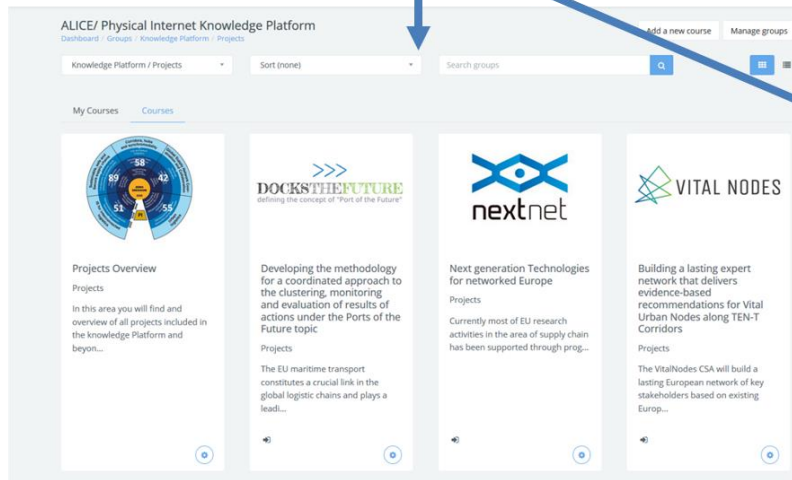 ALICE/ Physical Internet Knowledge Platform
Dashboard / Groups / Knowledge Platform / Projects
Add a new course
Manage groups
Knowledge Platform / Projects
Sort (none)
Search groups
My Courses
Courses
58
89
42
51
55
Projects Overview
Projects
In this area you will find and
overview of all projects included in
the knowledge Platform and
beyon...
>>>
DOCKSTHEFUTURE
defining the concept of "Port of the Future"
Developing the methodology
for a coordinated approach to
the clustering, monitoring
and evaluation of results of
actions under the Ports of the
Future topic
Projects
The EU maritime transport
constitutes a crucial link in the
global logistic chains and plays a
leadi...
nextnet
Next generation Technologies
for networked Europe
Projects
Currently most of EU research
activities in the area of supply chain
has been supported through prog...
VITAL NODES
Building a lasting expert
network that delivers
evidence-based
recommendations for Vital
Urban Nodes along TEN-T
Corridors
Projects
The VitalNodes CSA will build a
lasting European network of key
stakeholders based on existing
Europ...